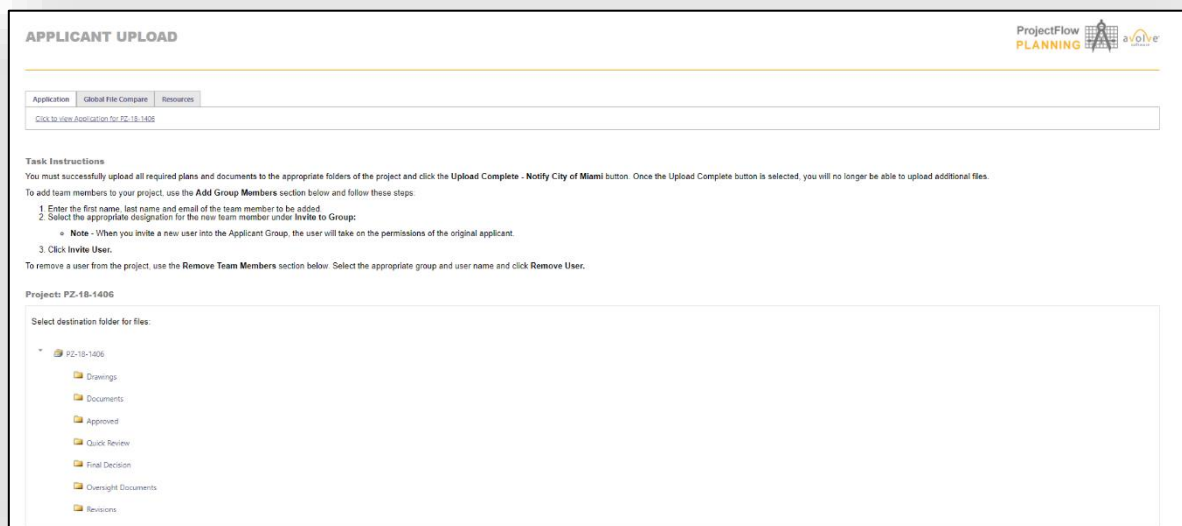 APPLICANT UPLOAD
ProjectFlow
PLANNING
avolve
software
Application
Global File Compare
Resources
Click to view Application for PZ-18-1406
Task Instructions
You must successfully upload all required plans and documents to the appropriate folders of the project and click the Upload Complete - Notify City of Miami button. Once the Upload Complete button is selected, you will no longer be able to upload additional files.
To add team members to your project, use the Add Group Members section below and follow these steps:
1. Enter the first name, last name and email of the team member to be added.
2. Select the appropriate designation for the new team member under Invite to Group:
Note - When you invite a new user into the Applicant Group, the user will take on the permissions of the original applicant.
3. Click Invite User.
To remove a user from the project, use the Remove Team Members section below. Select the appropriate group and user name and click Remove User.
Project: PZ-18-1406
Select destination folder for files:
PZ-18-1406
Drawings
Documents
Approved
Quick Review
Final Decision
Oversight Documents
Revisions